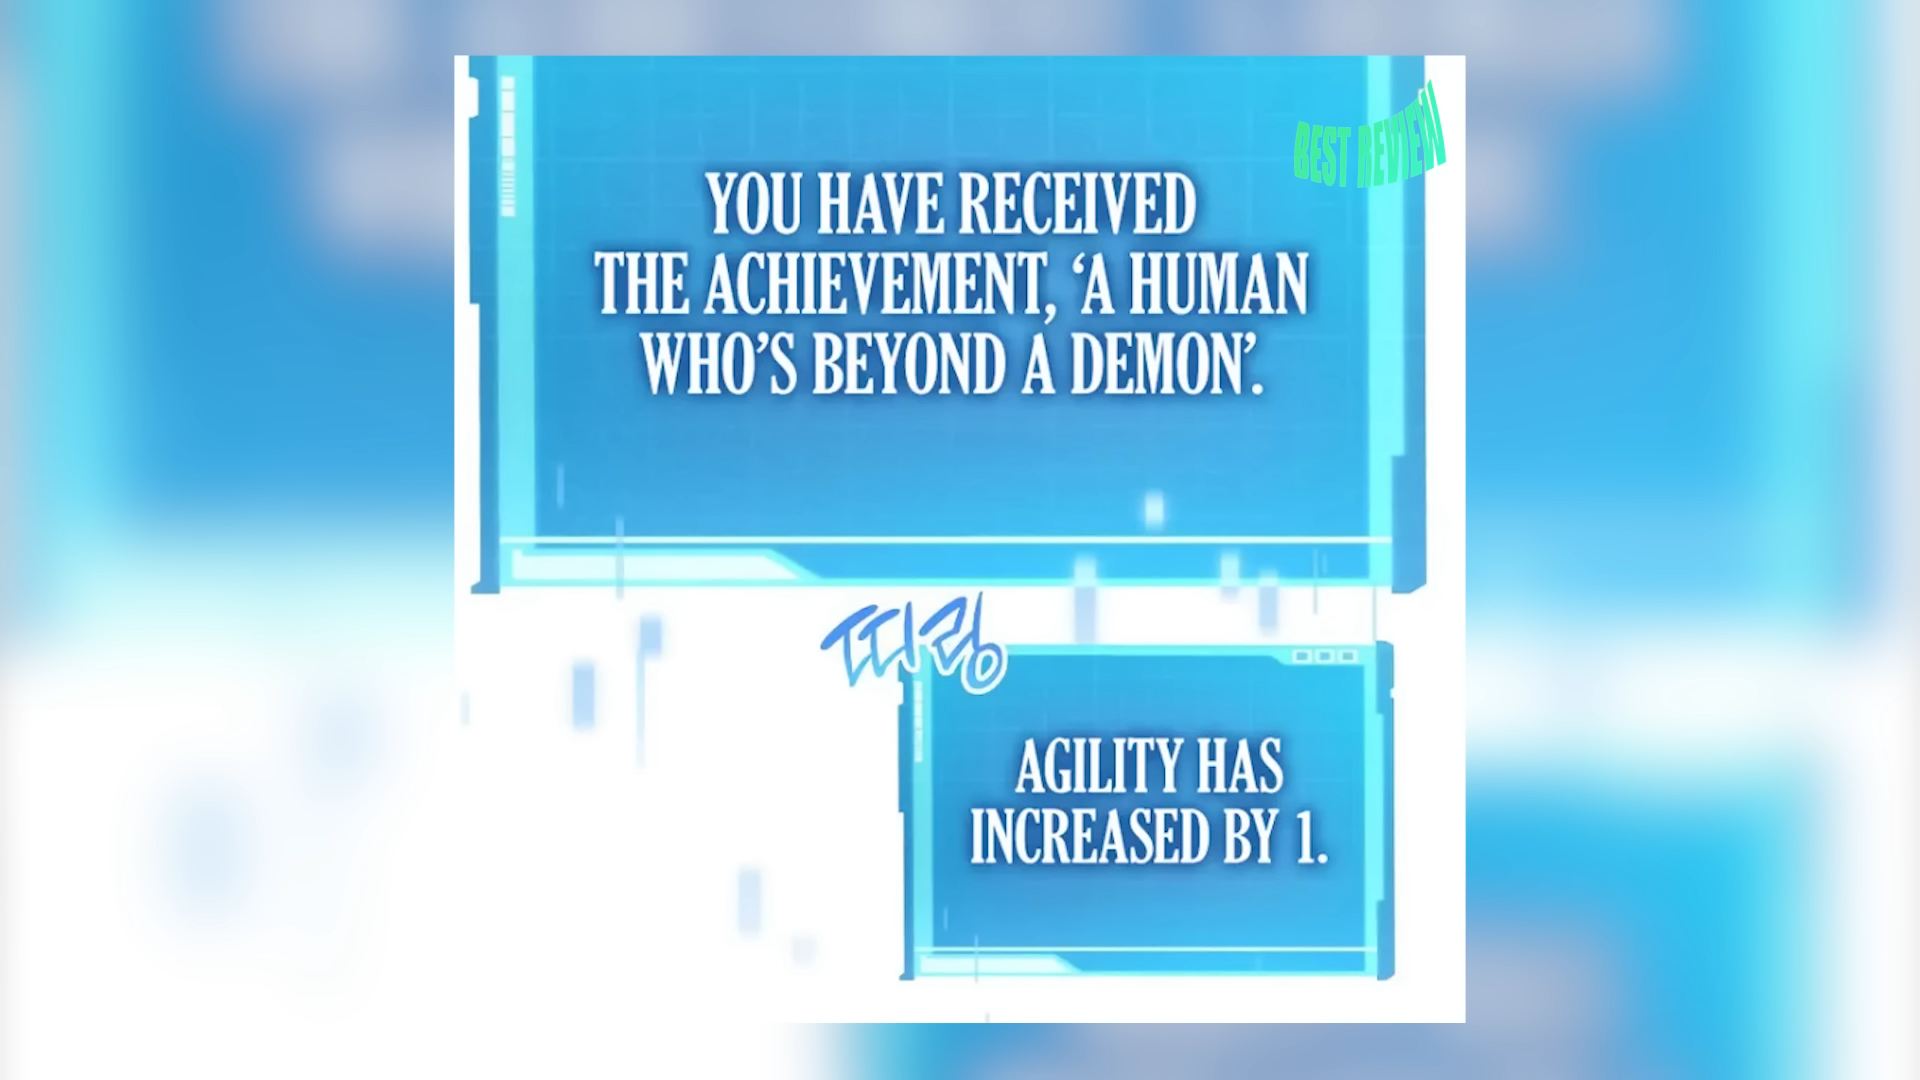 BEST REVIEW
YOU HAVE RECEIVED
THE ACHIEVEMENT, ‘A HUMAN
WHO’S BEYOND A DEMON’.
띠링
AGILITY HAS
INCREASED BY 1.